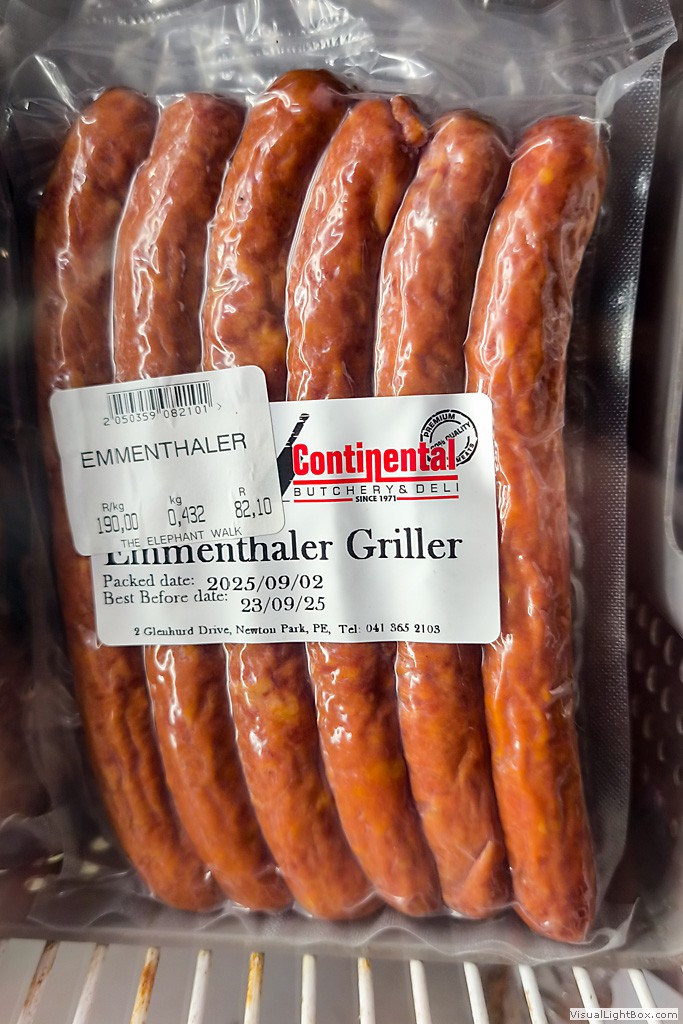 2 050359 082101 >
EMMENTHALER
R/kg kg R
190,00 0,432 82,10
THE ELEPHANT WALK
PREMIUM
QUALITY
Continental
BUTCHERY & DELI
SINCE 1971
Emmenthaler Griller
Packed date: 2025/09/02
Best Before date: 23/09/25
2 Glenhurd Drive, Newton Park, PE, Tel: 041 365 2103
VisualLightBox.com